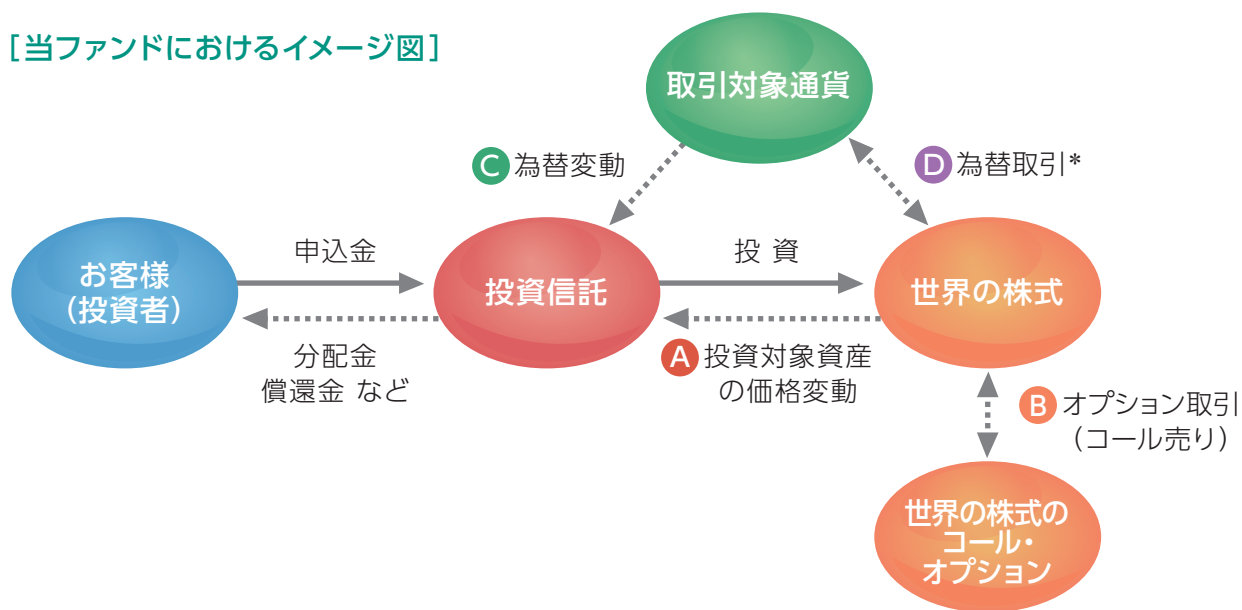 [当ファンドにおけるイメージ図]
取引対象通貨
C 為替変動
D 為替取引*
お客様
(投資者)
申込金
投資信託
投 資
世界の株式
分配金
償還金 など
A 投資対象資産
の価格変動
B オプション取引
(コール売り)
世界の株式の
コール・
オプション